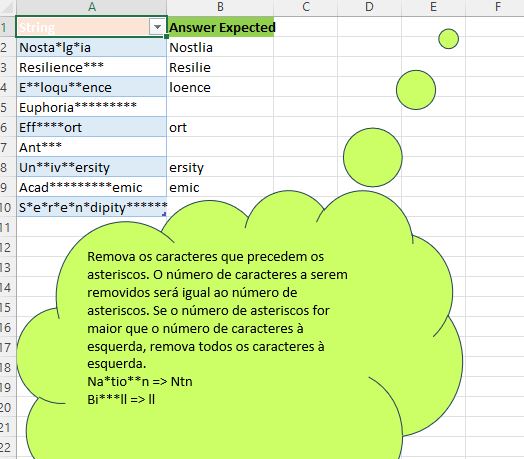 A B C D E F
1 String Answer Expected
2 Nosta*lg*ia Nostlia
3 Resilience*** Resilie
4 E**loqu**ence loence
5 Euphoria*********
6 Eff****ort ort
7 Ant***
8 Un**iv**ersity ersity
9 Acad*********emic emic
10 S*e*r*e*n*dipity******
11
12 Remova os caracteres que precedem os
13 asteriscos. O número de caracteres a serem
14 removidos será igual ao número de
15 asteriscos. Se o número de asteriscos for
16 maior que o número de caracteres à
17 esquerda, remova todos os caracteres à
18 esquerda.
19 Na*tio**n => Ntn
20 Bi***ll => ll
21
22